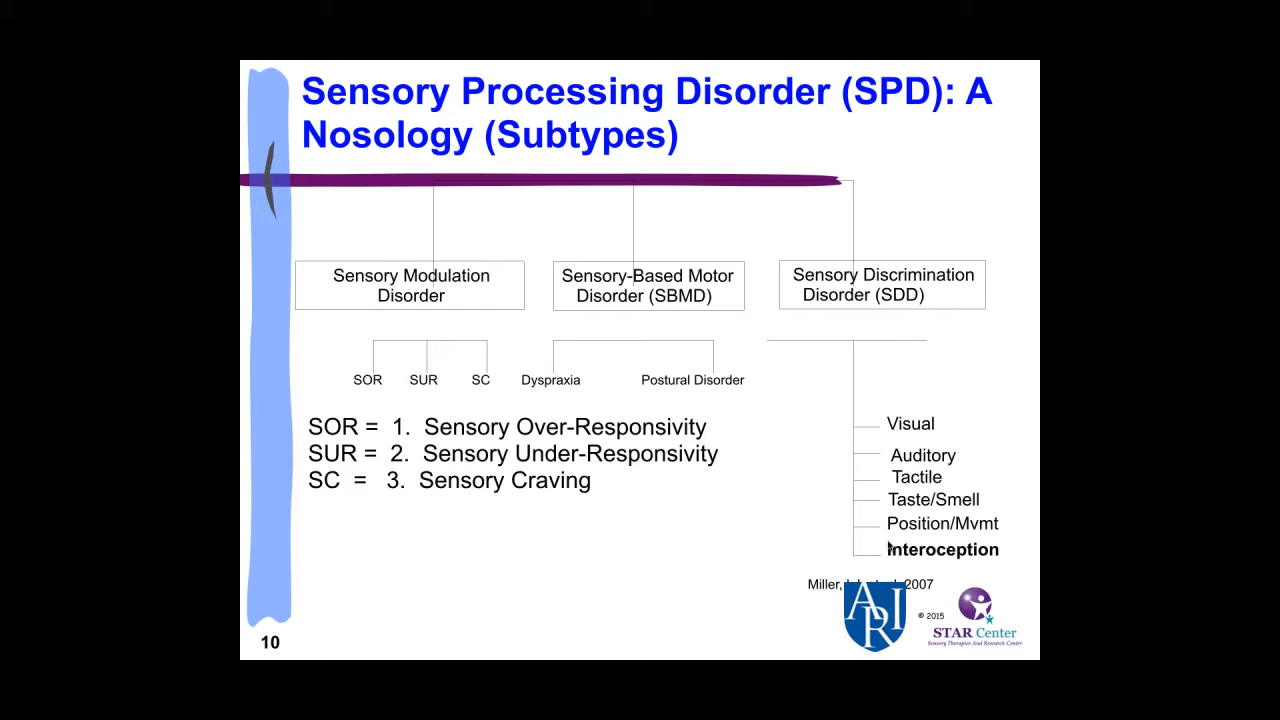 Sensory Processing Disorder (SPD): A
Nosology (Subtypes)
Sensory Modulation
Disorder
Sensory-Based Motor
Disorder (SBMD)
Sensory Discrimination
Disorder (SDD)
SOR
SUR
SC
Dyspraxia
Postural Disorder
SOR = 1. Sensory Over-Responsivity
SUR = 2. Sensory Under-Responsivity
SC = 3. Sensory Craving
Visual
Auditory
Tactile
Taste/Smell
Position/Mvmt
Interoception
Miller, 2007
ARI
© 2015
STAR Center
Sensory Therapies And Research Center
10